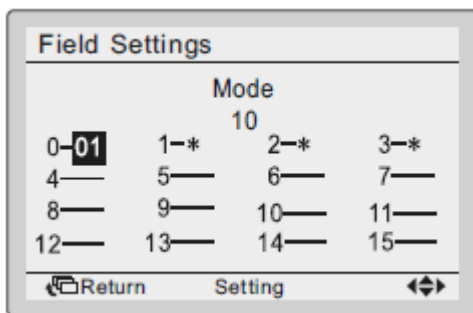 Field Settings
Mode
10
0-01 1-* 2-* 3-*
4— 5— 6— 7—
8— 9— 10— 11—
12— 13— 14— 15—
Return Setting